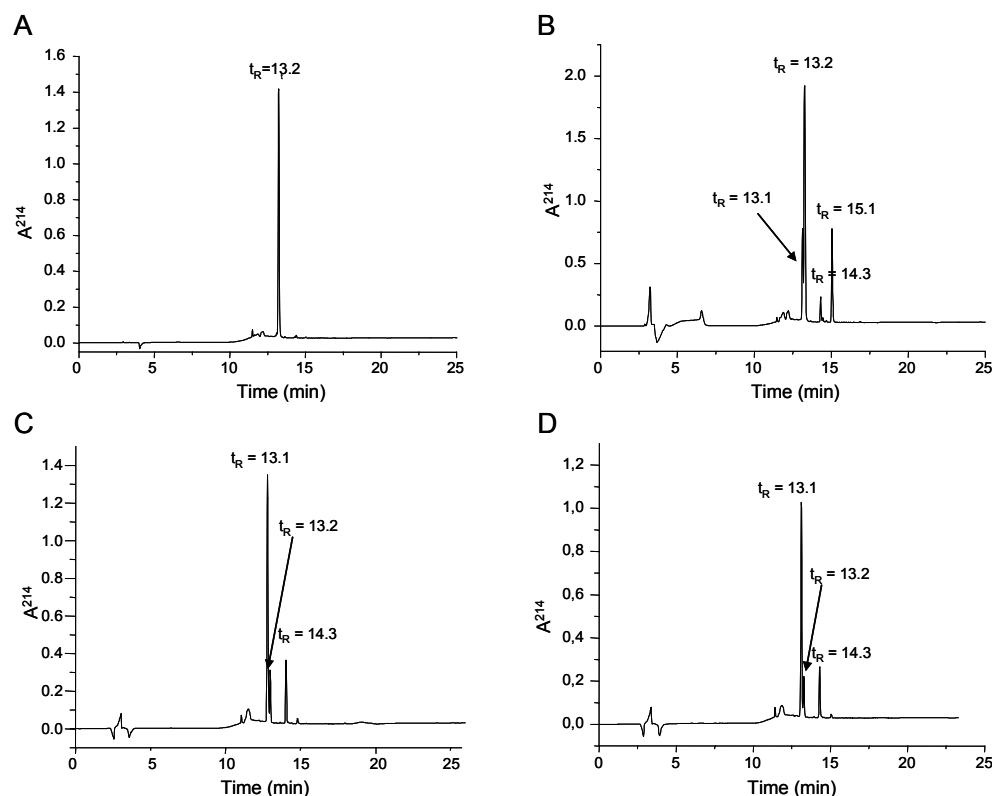 A
tR=13.2
1.6
1.4
1.2
1.0
0.8
0.6
0.4
0.2
0.0
A214
0 5 10 15 20 25
Time (min)
B
tR = 13.2
2.0
1.5
1.0
0.5
0.0
A214
tR = 13.1
tR = 15.1
tR = 14.3
0 5 10 15 20 25
Time (min)
C
tR = 13.1
1.4
1.2
1.0
0.8
0.6
0.4
0.2
0.0
A214
tR = 13.2
tR = 14.3
0 5 10 15 20 25
Time (min)
D
1,2
1,0
0,8
0,6
0,4
0,2
0,0
A214
tR = 13.1
tR = 13.2
tR = 14.3
0 5 10 15 20 25
Time (min)